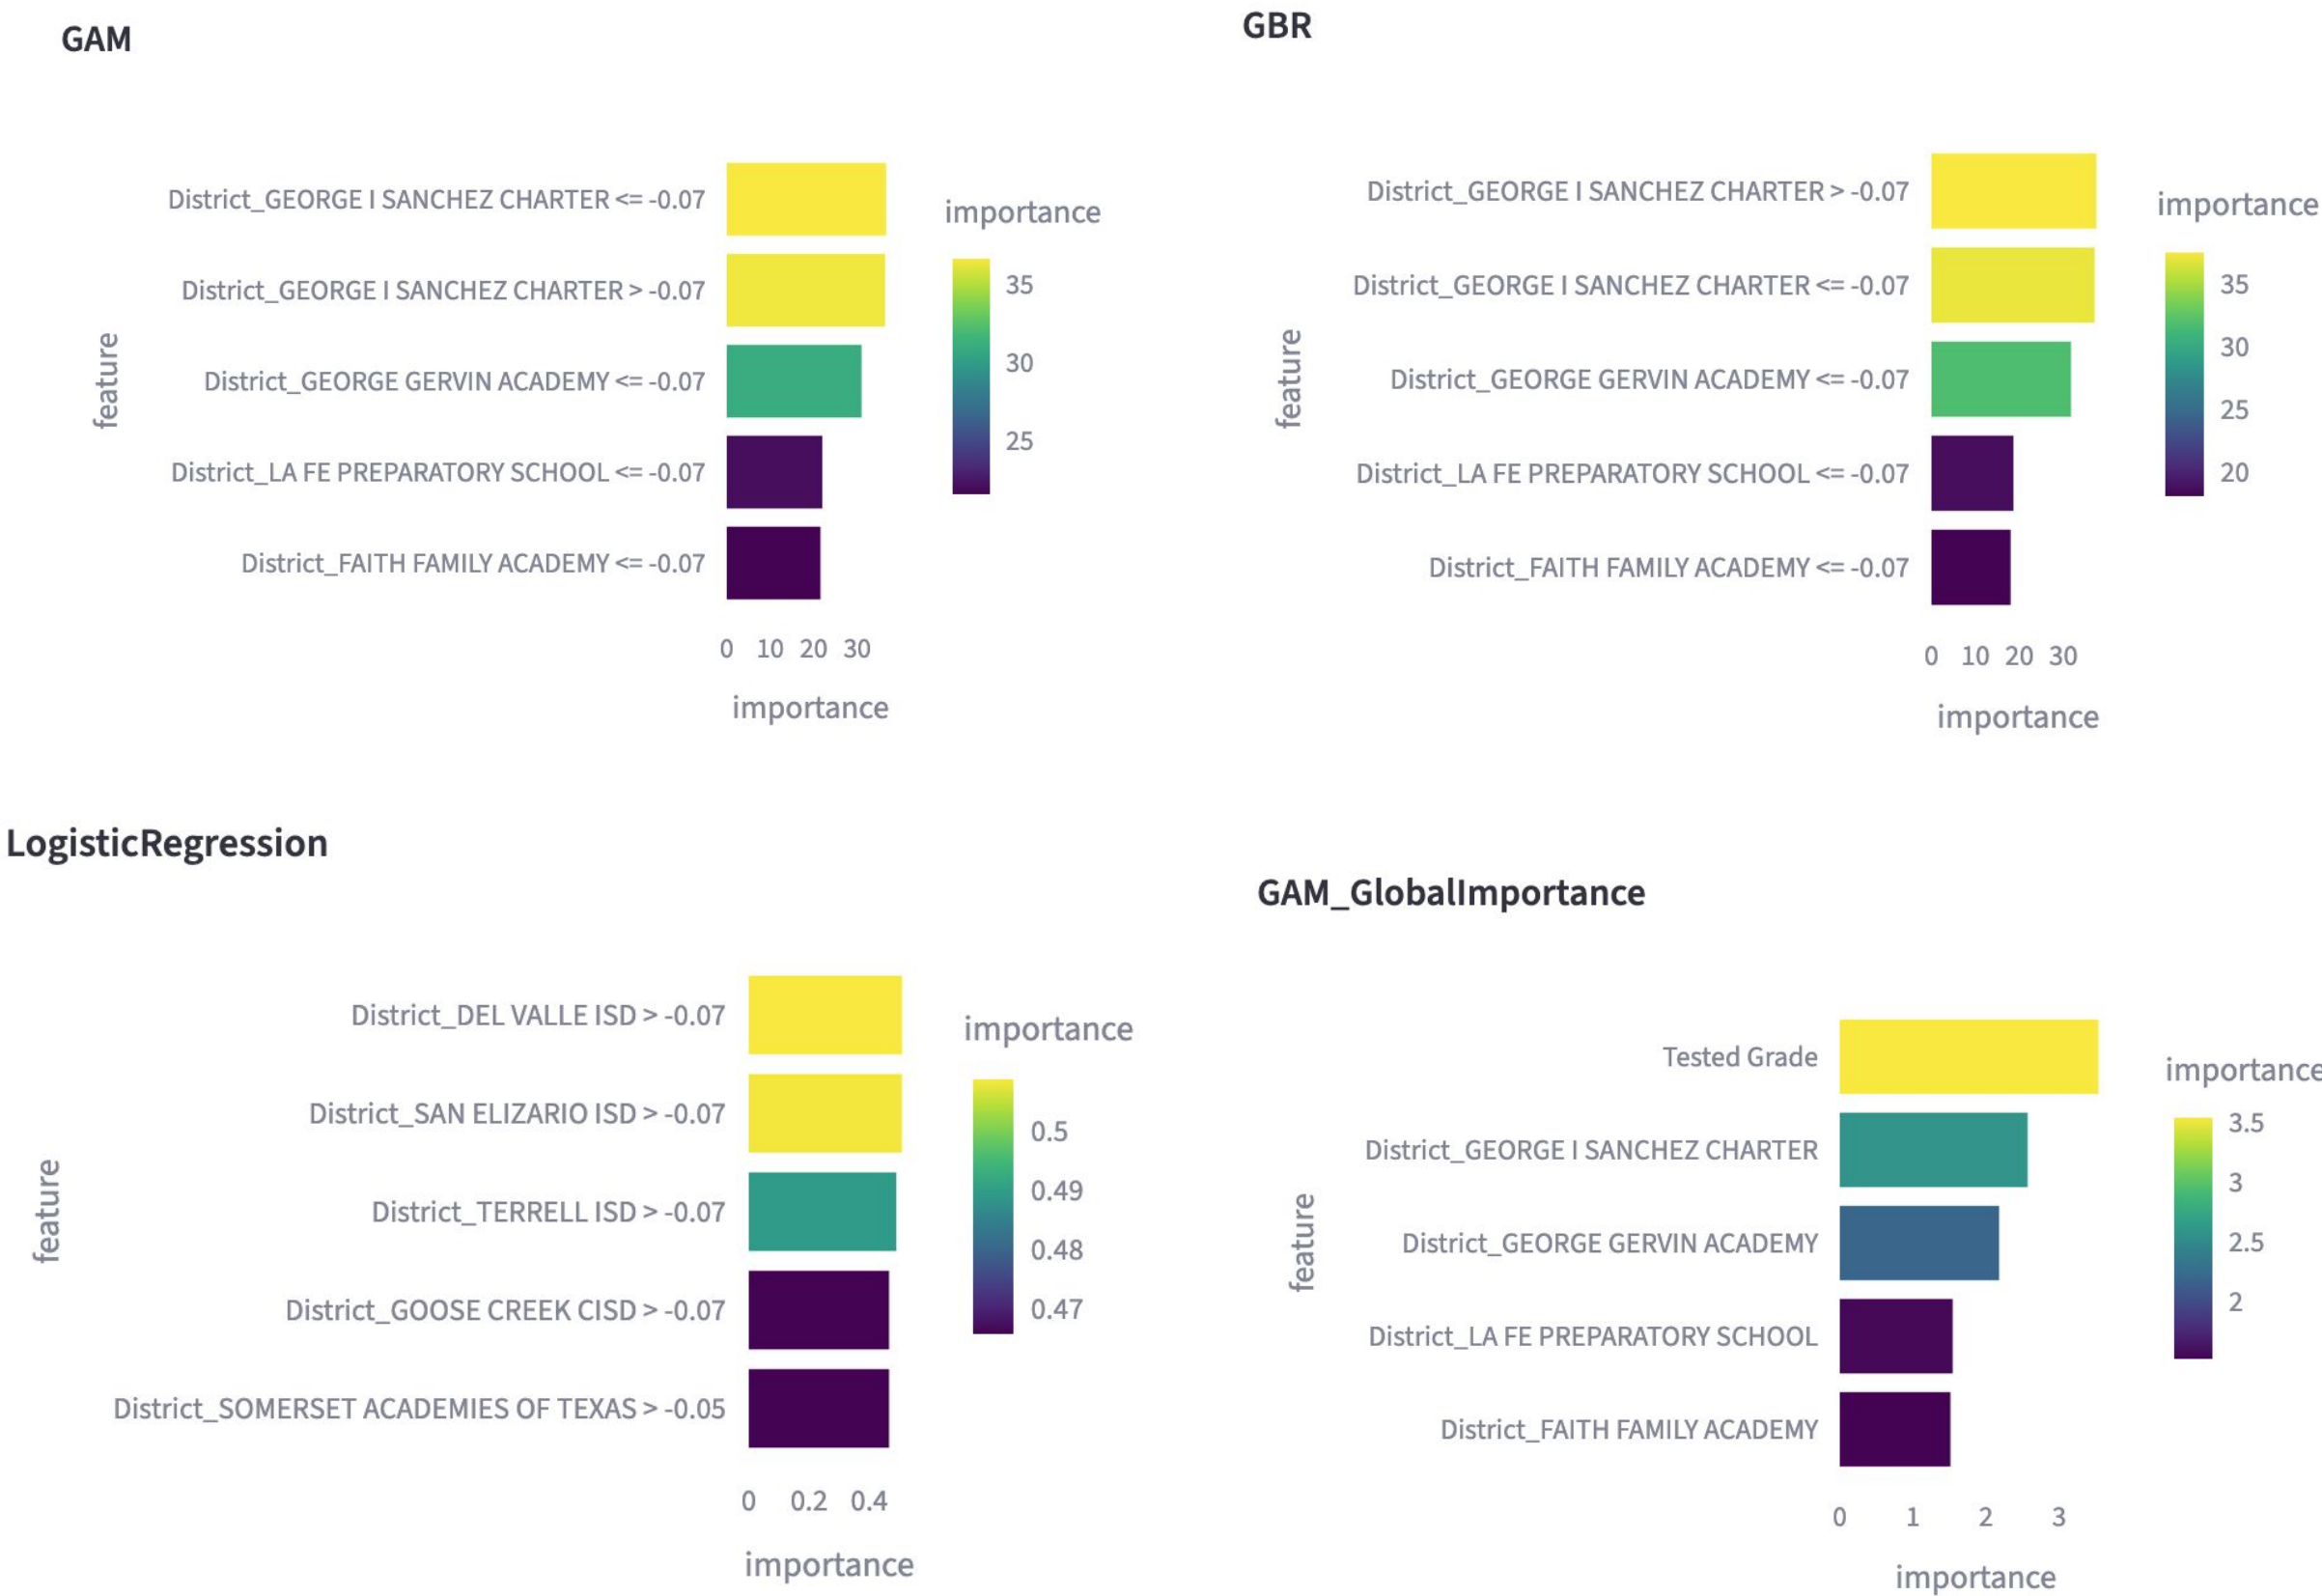 GAM
District_GEORGE I SANCHEZ CHARTER <= -0.07
District_GEORGE I SANCHEZ CHARTER > -0.07
District_GEORGE GERVIN ACADEMY <= -0.07
District_LA FE PREPARATORY SCHOOL <= -0.07
District_FAITH FAMILY ACADEMY <= -0.07
feature
0 10 20 30
importance
importance
35
30
25
GBR
District_GEORGE I SANCHEZ CHARTER > -0.07
District_GEORGE I SANCHEZ CHARTER <= -0.07
District_GEORGE GERVIN ACADEMY <= -0.07
District_LA FE PREPARATORY SCHOOL <= -0.07
District_FAITH FAMILY ACADEMY <= -0.07
feature
0 10 20 30
importance
importance
35
30
25
20
LogisticRegression
District_DEL VALLE ISD > -0.07
District_SAN ELIZARIO ISD > -0.07
District_TERRELL ISD > -0.07
District_GOOSE CREEK CISD > -0.07
District_SOMERSET ACADEMIES OF TEXAS > -0.05
feature
0 0.2 0.4
importance
importance
0.5
0.49
0.48
0.47
GAM_GlobalImportance
Tested Grade
District_GEORGE I SANCHEZ CHARTER
District_GEORGE GERVIN ACADEMY
District_LA FE PREPARATORY SCHOOL
District_FAITH FAMILY ACADEMY
feature
0 1 2 3
importance
importance
3.5
3
2.5
2